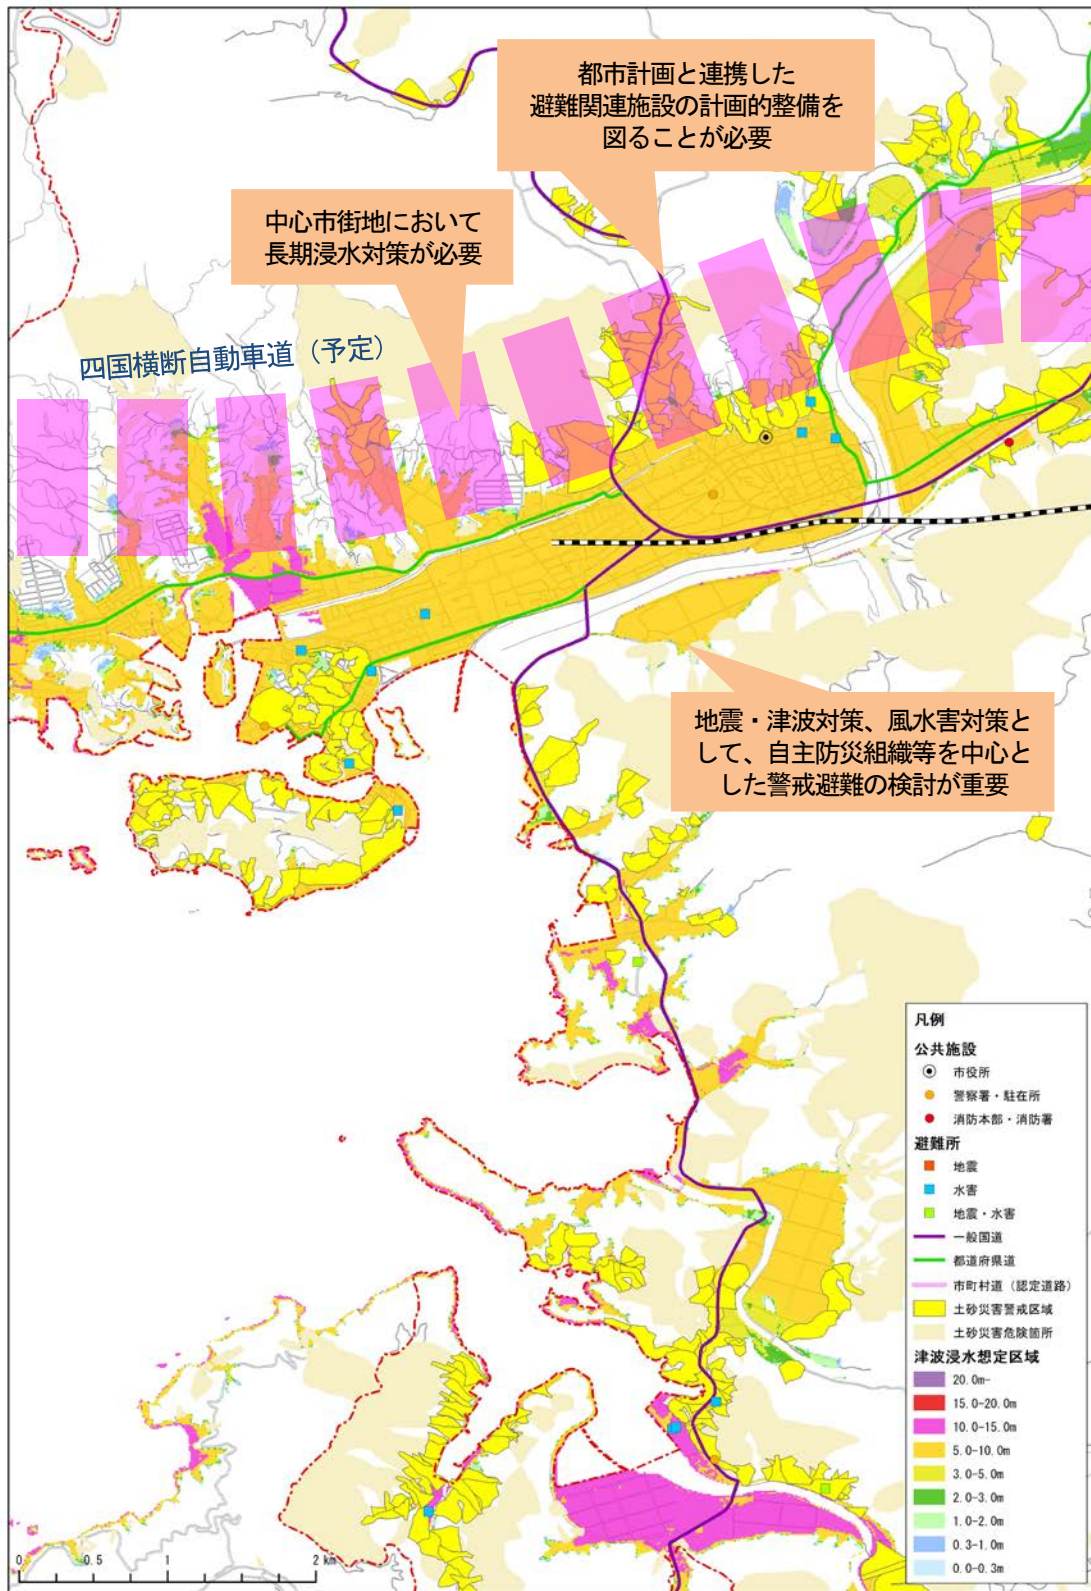 都市計画と連携した
避難関連施設の計画的整備を
図ることが必要
中心市街地において
長期浸水対策が必要
四国横断自動車道（予定）
地震・津波対策、風水害対策と
して、自主防災組織等を中心と
した警戒避難の検討が重要
凡例
公共施設
市役所
警察署・駐在所
消防本部・消防署
避難所
地震
水害
地震・水害
一般国道
都道府県道
市町村道（認定道路）
土砂災害警戒区域
土砂災害危険箇所
津波浸水想定区域
20.0m-
15.0-20.0m
10.0-15.0m
5.0-10.0m
3.0-5.0m
2.0-3.0m
1.0-2.0m
0.3-1.0m
0.0-0.3m
0 0.5 1 2 km